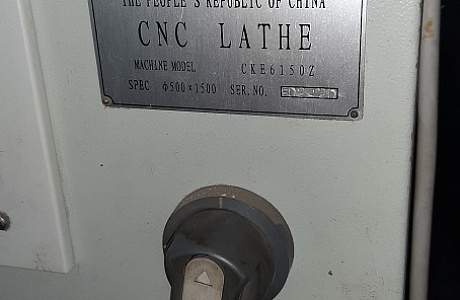 THE PEOPLE'S REPUBLIC OF CHINA
CNC LATHE
MACHINE MODEL CKE6150Z
SPEC Φ500×1500 SER.NO.